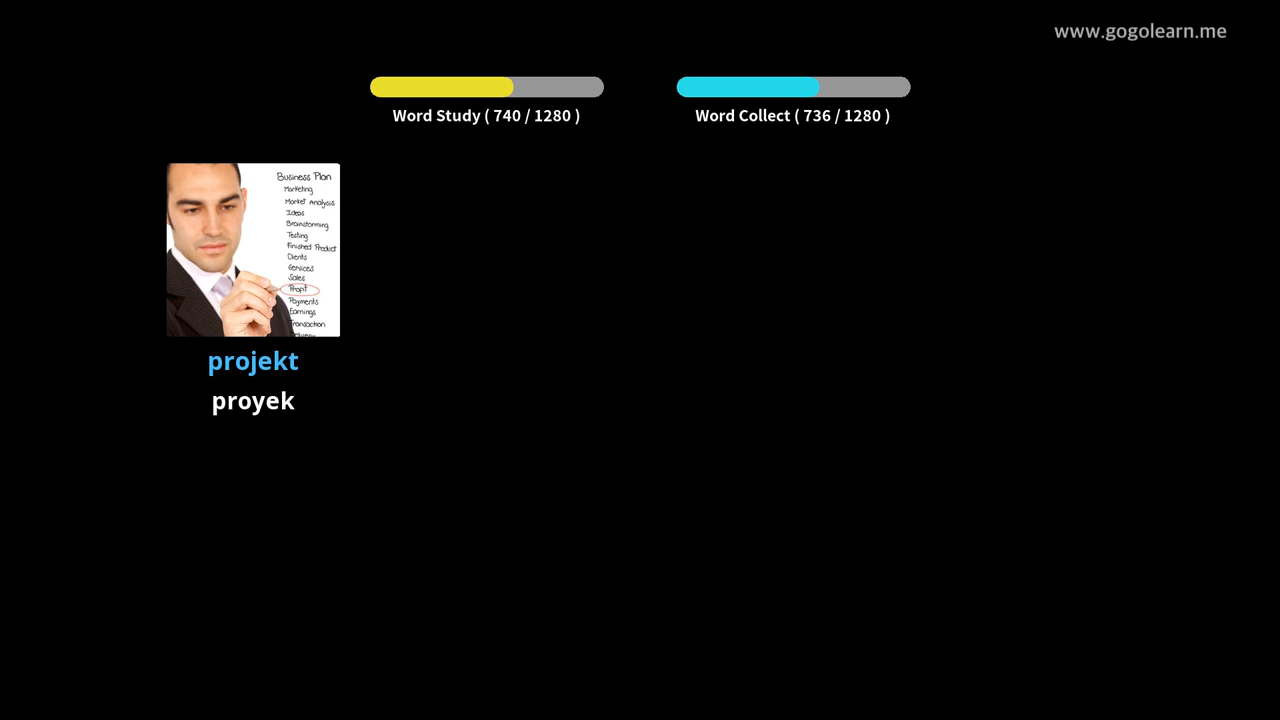 www.gogolearn.me
Word Study ( 740 / 1280 )
Word Collect ( 736 / 1280 )
Business Plan
Marketing
Market Analysis
Ideas
Brainstorming
Testing
Finished Product
Clients
Services
Sales
Profit
Payments
Earnings
Transaction
projekt
proyek